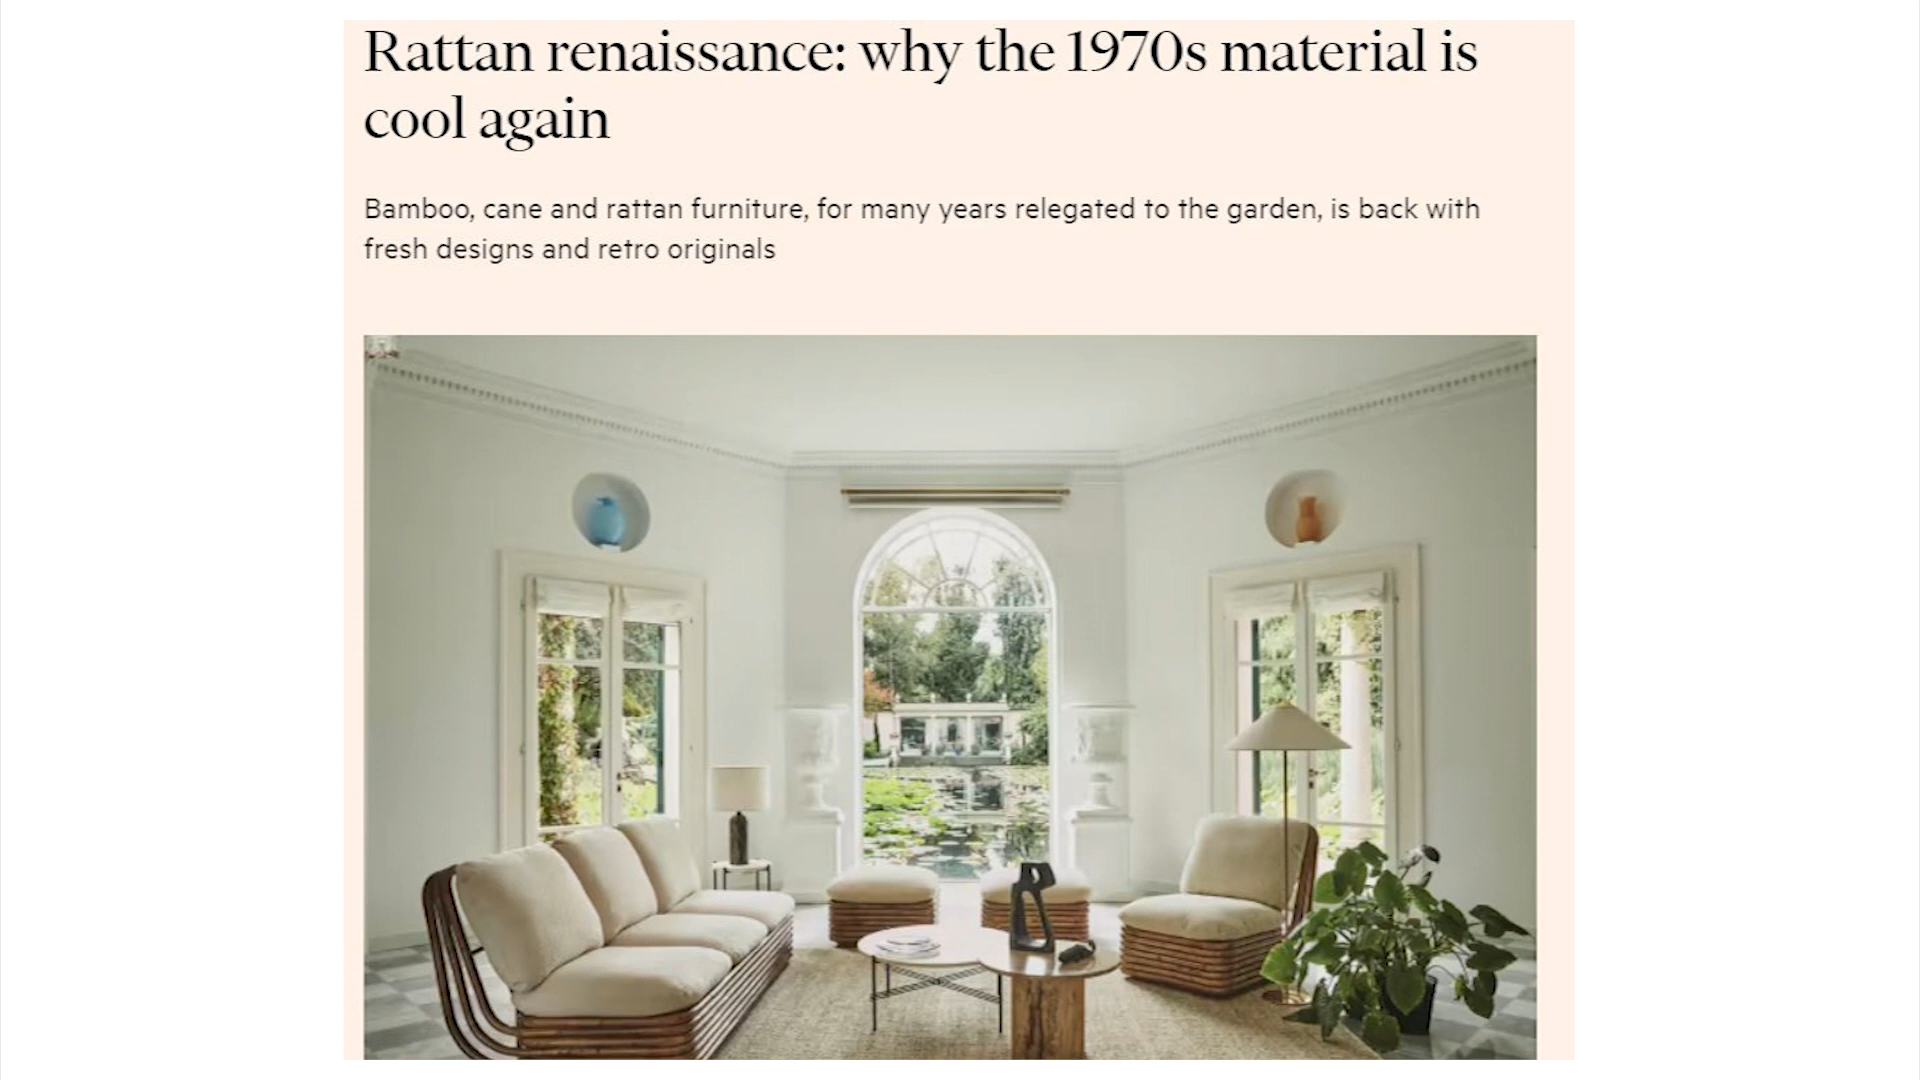 Rattan renaissance: why the 1970s material is
cool again
Bamboo, cane and rattan furniture, for many years relegated to the garden, is back with
fresh designs and retro originals